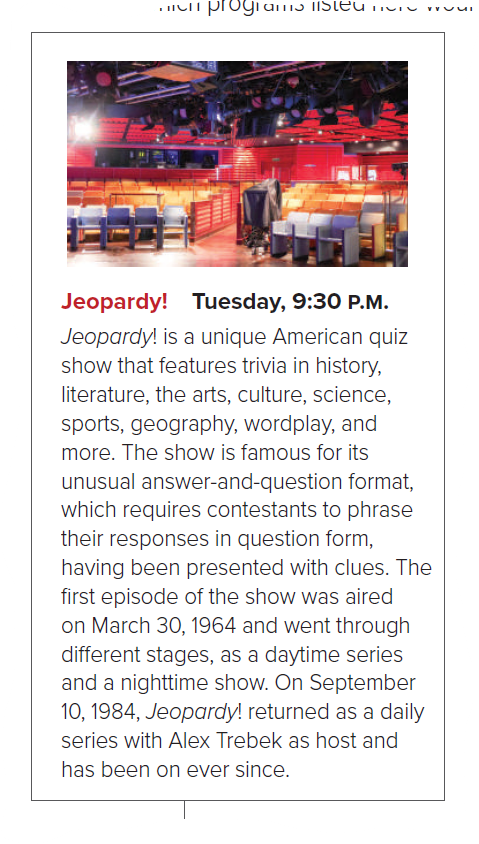 programs listed here
Jeopardy! Tuesday, 9:30 P.M.
Jeopardy! is a unique American quiz
show that features trivia in history,
literature, the arts, culture, science,
sports, geography, wordplay, and
more. The show is famous for its
unusual answer-and-question format,
which requires contestants to phrase
their responses in question form,
having been presented with clues. The
first episode of the show was aired
on March 30, 1964 and went through
different stages, as a daytime series
and a nighttime show. On September
10, 1984, Jeopardy! returned as a daily
series with Alex Trebek as host and
has been on ever since.